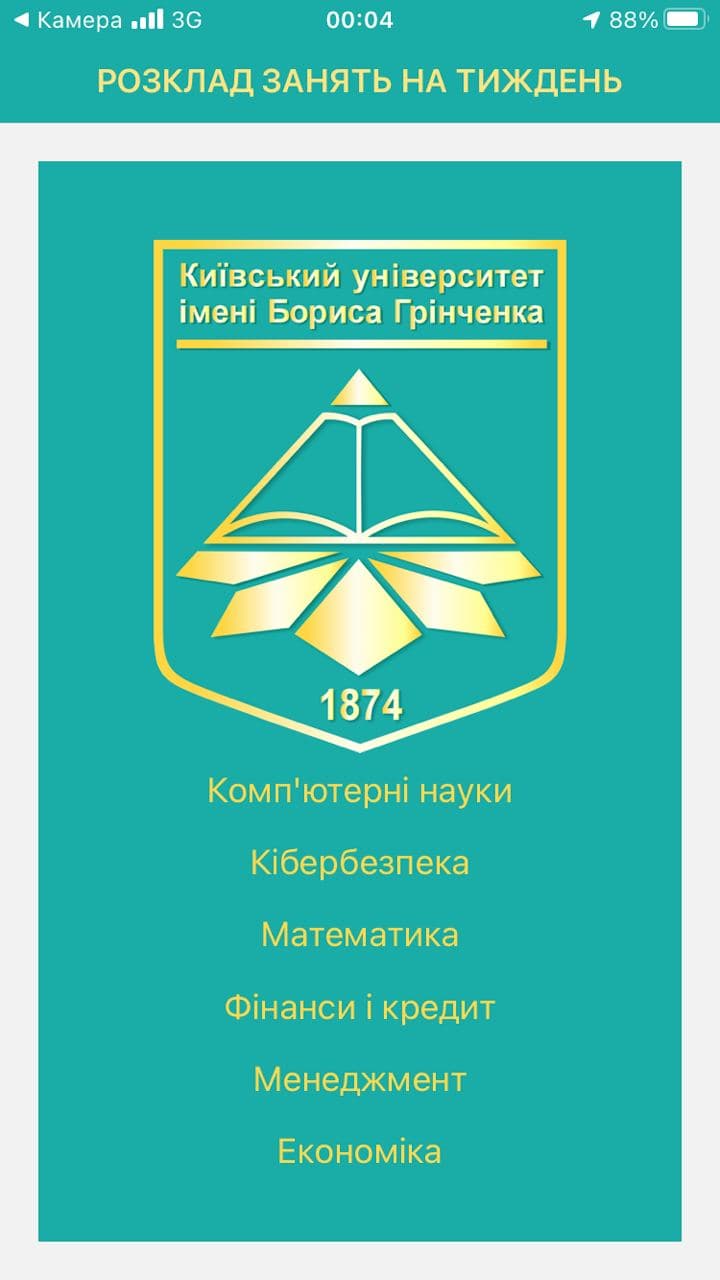 Камера 3G 00:04 88%
РОЗКЛАД ЗАНЯТЬ НА ТИЖДЕНЬ
Київський університет
імені Бориса Грінченка
1874
Комп'ютерні науки
Кібербезпека
Математика
Фінанси і кредит
Менеджмент
Економіка